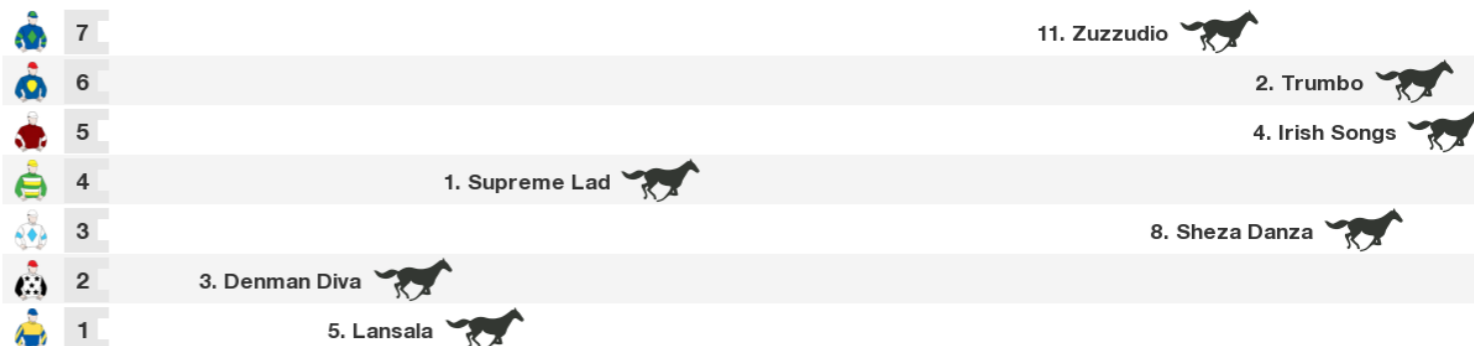 7 11. Zuzzudio
6 2. Trumbo
5 4. Irish Songs
4 1. Supreme Lad
3 8. Sheza Danza
2 3. Denman Diva
1 5. Lansala